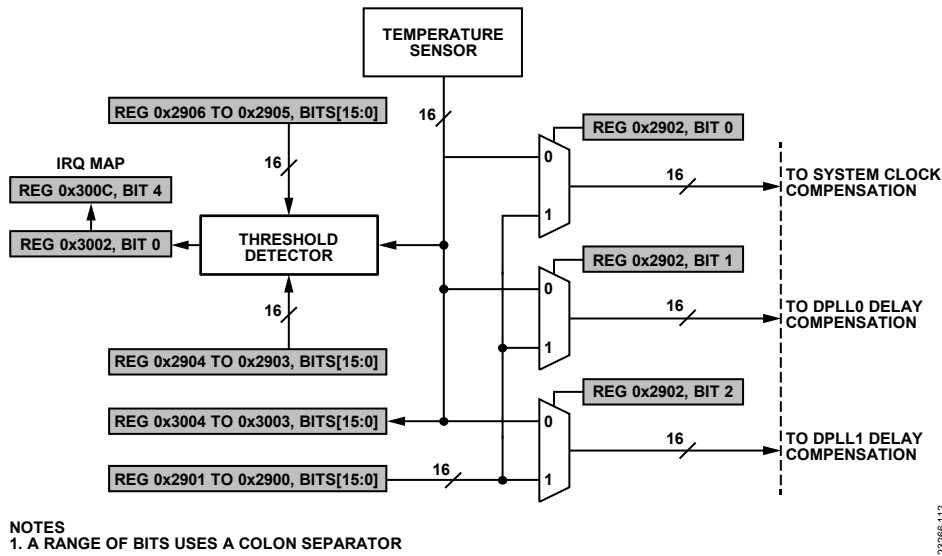 TEMPERATURE
SENSOR
16
REG 0x2906 TO 0x2905, BITS[15:0]
16
IRQ MAP
REG 0x300C, BIT 4
REG 0x3002, BIT 0
THRESHOLD
DETECTOR
16
REG 0x2904 TO 0x2903, BITS[15:0]
REG 0x3004 TO 0x3003, BITS[15:0]
REG 0x2901 TO 0x2900, BITS[15:0]
16
REG 0x2902, BIT 0
0
1
16
TO SYSTEM CLOCK
COMPENSATION
REG 0x2902, BIT 1
0
1
16
TO DPLL0 DELAY
COMPENSATION
REG 0x2902, BIT 2
0
1
16
TO DPLL1 DELAY
COMPENSATION
NOTES
1. A RANGE OF BITS USES A COLON SEPARATOR
23266-112